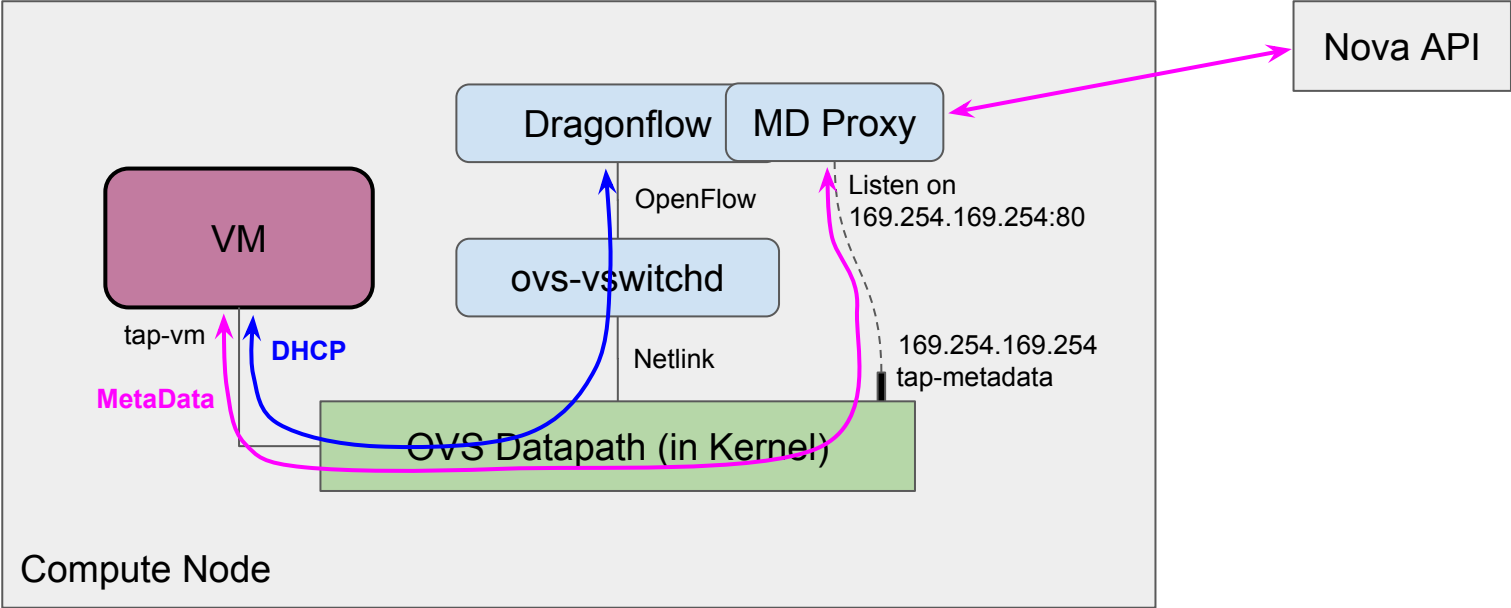 Nova API
Dragonflow
MD Proxy
Listen on
169.254.169.254:80
OpenFlow
VM
ovs-vswitchd
tap-vm
DHCP
Netlink
169.254.169.254
tap-metadata
MetaData
OVS Datapath (in Kernel)
Compute Node